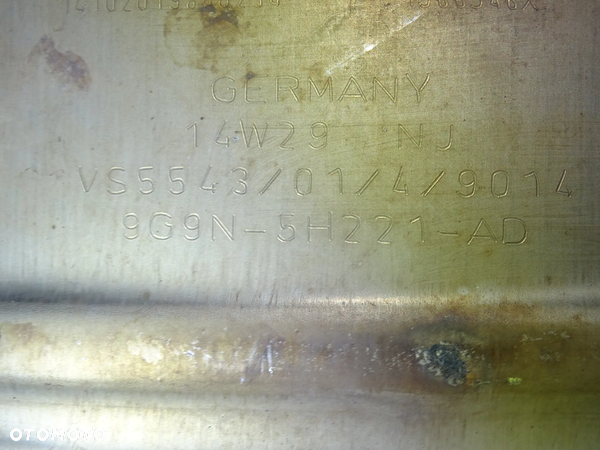 GERMANY
14W29 NJ
VS5543/01/4/9014
9G9N-5H221-AD
OTOMOTO